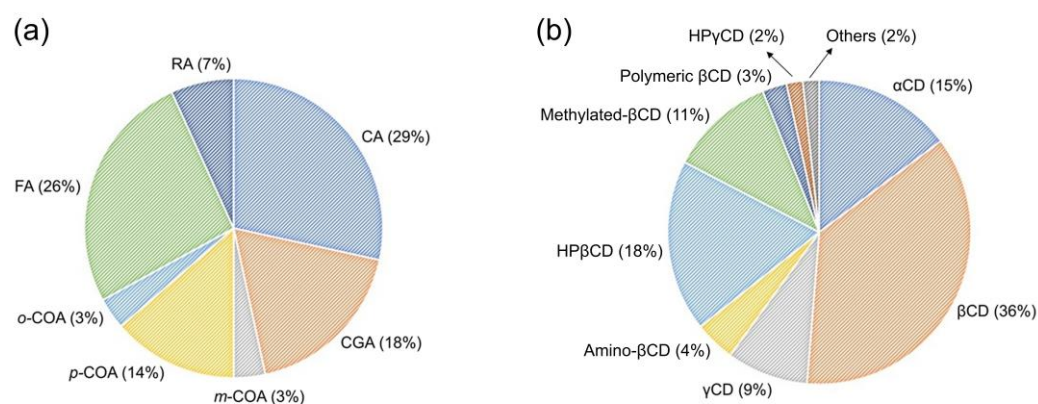 (a)
RA (7%)
CA (29%)
FA (26%)
o-COA (3%)
p-COA (14%)
m-COA (3%)
CGA (18%)
(b)
HPγCD (2%)
Others (2%)
Polymeric βCD (3%)
αCD (15%)
Methylated-βCD (11%)
HPβCD (18%)
βCD (36%)
Amino-βCD (4%)
γCD (9%)